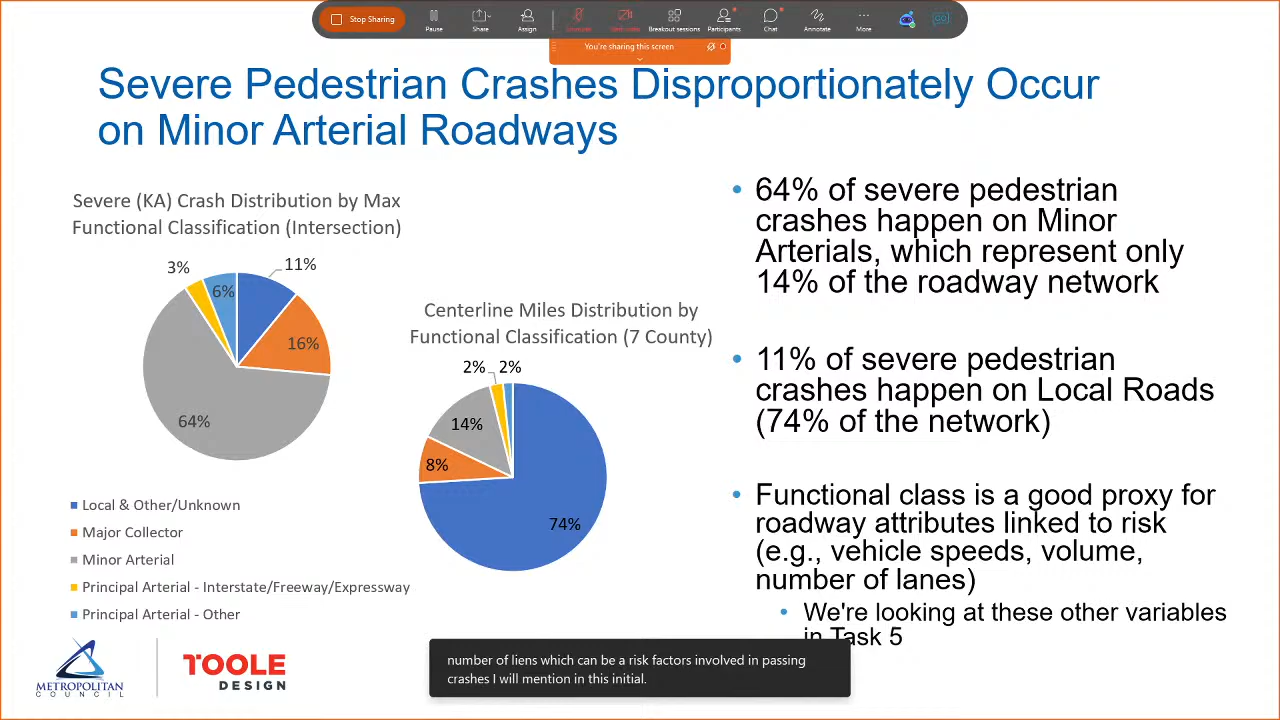 Stop Sharing
Pause
Share
Assign
Breakout sessions
Participants
Chat
Annotate
More
You're sharing this screen
Severe Pedestrian Crashes Disproportionately Occur
on Minor Arterial Roadways
Severe (KA) Crash Distribution by Max
Functional Classification (Intersection)
3%
11%
6%
16%
64%
Centerline Miles Distribution by
Functional Classification (7 County)
2%
2%
14%
8%
74%
Local & Other/Unknown
Major Collector
Minor Arterial
Principal Arterial - Interstate/Freeway/Expressway
Principal Arterial - Other
• 64% of severe pedestrian
crashes happen on Minor
Arterials, which represent only
14% of the roadway network
• 11% of severe pedestrian
crashes happen on Local Roads
(74% of the network)
• Functional class is a good proxy for
roadway attributes linked to risk
(e.g., vehicle speeds, volume,
number of lanes)
• We're looking at these other variables
in Task 5
METROPOLITAN
COUNCIL
TOOLE
DESIGN
number of liens which can be a risk factors involved in passing
crashes I will mention in this initial.